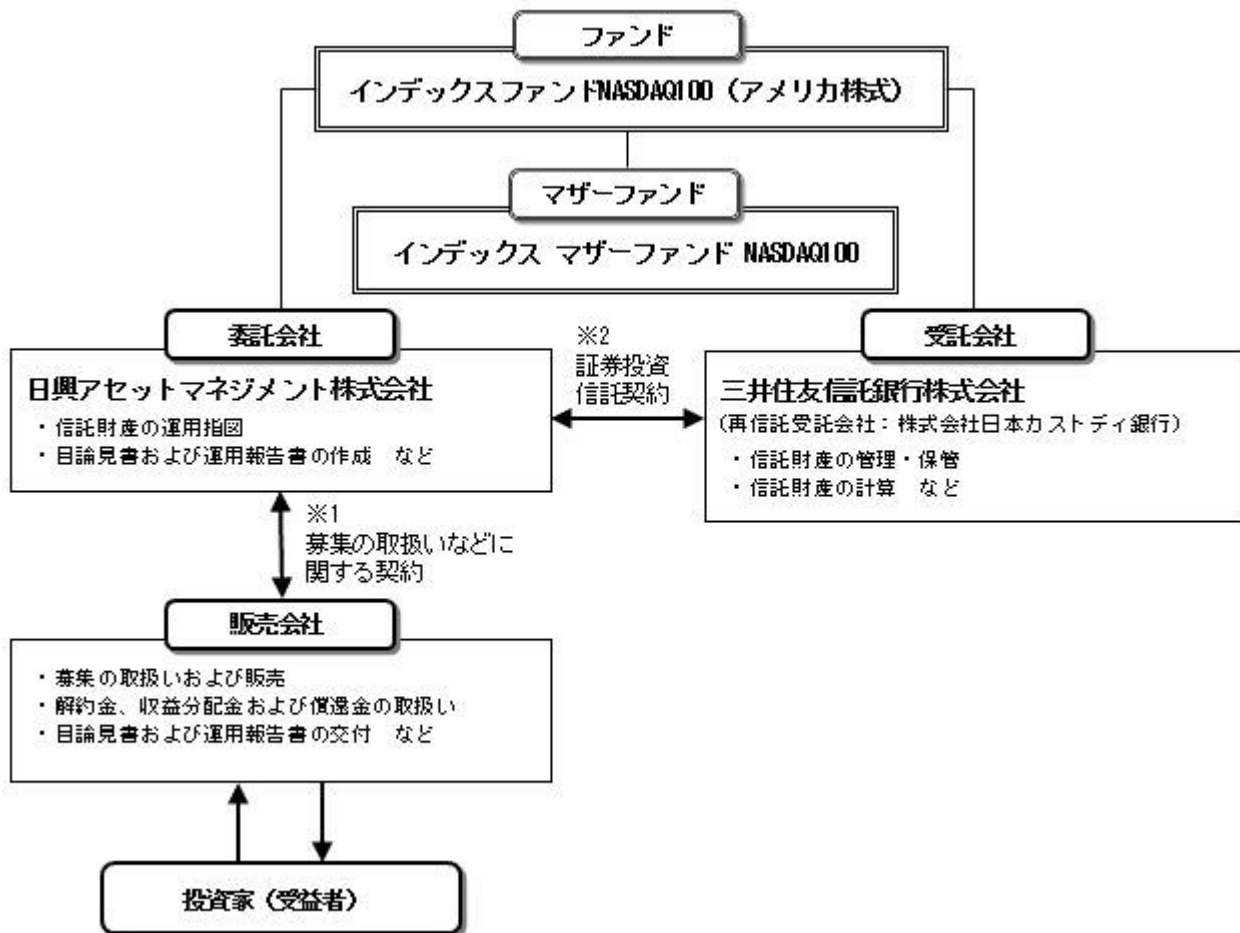 ファンド
インデックスファンドNASDAQ100（アメリカ株式）
マザーファンド
インデックス マザーファンド NASDAQ100
委託会社
日興アセットマネジメント株式会社
・信託財産の運用指図
・目論見書および運用報告書の作成　など
※2
証券投資
信託契約
受託会社
三井住友信託銀行株式会社
（再信託受託会社：株式会社日本カストディ銀行）
・信託財産の管理・保管
・信託財産の計算　など
※1
募集の取扱いなどに
関する契約
販売会社
・募集の取扱いおよび販売
・解約金、収益分配金および償還金の取扱い
・目論見書および運用報告書の交付　など
投資家（受益者）